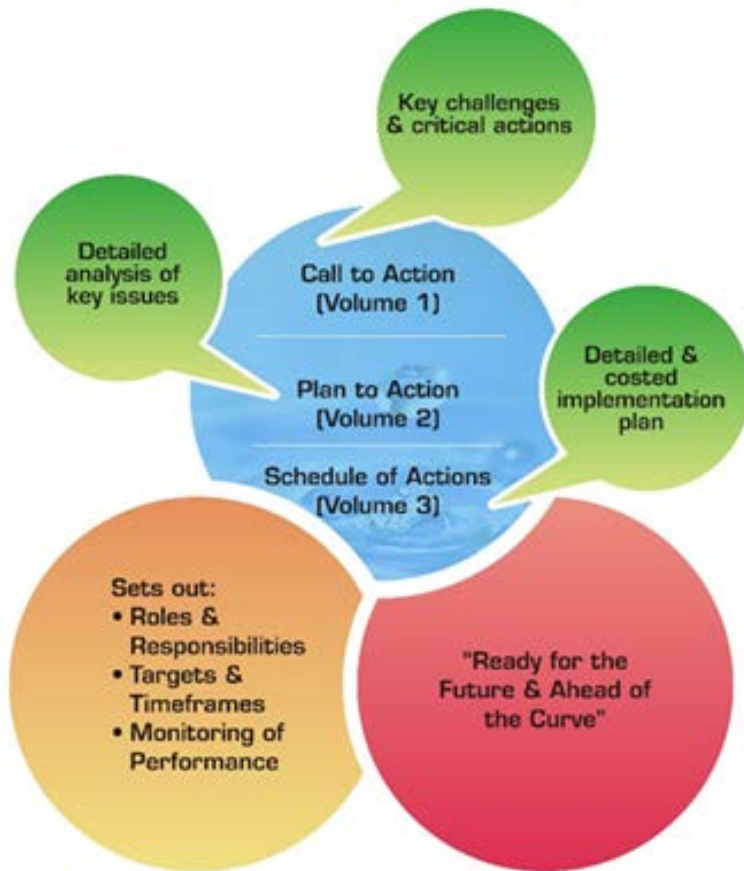 Key challenges
& critical actions
Detailed
analysis of
key issues
Call to Action
(Volume 1)
Detailed &
costed
implementation
plan
Plan to Action
(Volume 2)
Schedule of Actions
(Volume 3)
Sets out:
• Roles &
Responsibilities
• Targets &
Timeframes
• Monitoring of
Performance
"Ready for the
Future & Ahead of
the Curve"